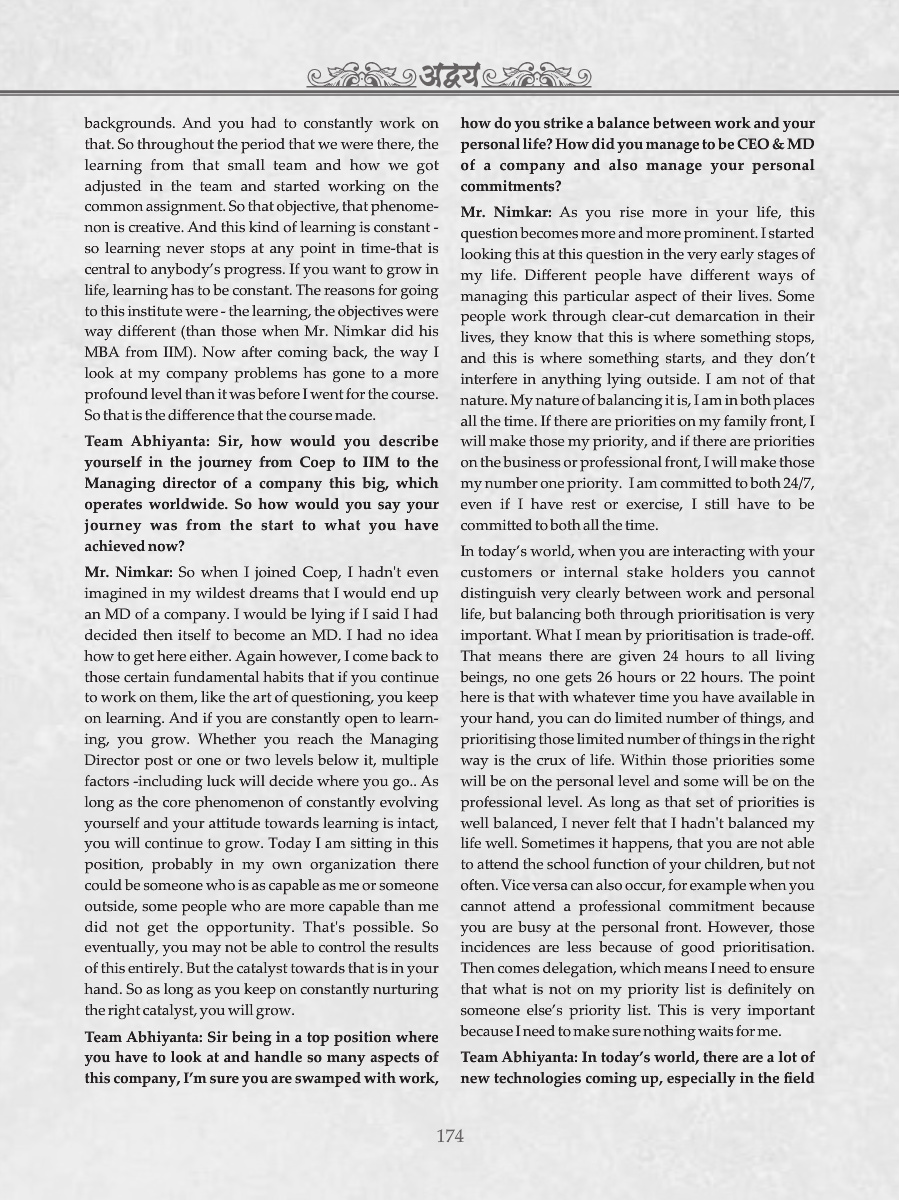 अद्वय
backgrounds. And you had to constantly work on
that. So throughout the period that we were there, the
learning from that small team and how we got
adjusted in the team and started working on the
common assignment. So that objective, that phenome-
non is creative. And this kind of learning is constant -
so learning never stops at any point in time-that is
central to anybody’s progress. If you want to grow in
life, learning has to be constant. The reasons for going
to this institute were - the learning, the objectives were
way different (than those when Mr. Nimkar did his
MBA from IIM). Now after coming back, the way I
look at my company problems has gone to a more
profound level than it was before I went for the course.
So that is the difference that the course made.
Team Abhiyanta: Sir, how would you describe
yourself in the journey from Coep to IIM to the
Managing director of a company this big, which
operates worldwide. So how would you say your
journey was from the start to what you have
achieved now?
Mr. Nimkar: So when I joined Coep, I hadn't even
imagined in my wildest dreams that I would end up
an MD of a company. I would be lying if I said I had
decided then itself to become an MD. I had no idea
how to get here either. Again however, I come back to
those certain fundamental habits that if you continue
to work on them, like the art of questioning, you keep
on learning. And if you are constantly open to learn-
ing, you grow. Whether you reach the Managing
Director post or one or two levels below it, multiple
factors -including luck will decide where you go.. As
long as the core phenomenon of constantly evolving
yourself and your attitude towards learning is intact,
you will continue to grow. Today I am sitting in this
position, probably in my own organization there
could be someone who is as capable as me or someone
outside, some people who are more capable than me
did not get the opportunity. That's possible. So
eventually, you may not be able to control the results
of this entirely. But the catalyst towards that is in your
hand. So as long as you keep on constantly nurturing
the right catalyst, you will grow.
Team Abhiyanta: Sir being in a top position where
you have to look at and handle so many aspects of
this company, I’m sure you are swamped with work,
how do you strike a balance between work and your
personal life? How did you manage to be CEO & MD
of a company and also manage your personal
commitments?
Mr. Nimkar: As you rise more in your life, this
question becomes more and more prominent. I started
looking this at this question in the very early stages of
my life. Different people have different ways of
managing this particular aspect of their lives. Some
people work through clear-cut demarcation in their
lives, they know that this is where something stops,
and this is where something starts, and they don’t
interfere in anything lying outside. I am not of that
nature. My nature of balancing it is, I am in both places
all the time. If there are priorities on my family front, I
will make those my priority, and if there are priorities
on the business or professional front, I will make those
my number one priority. I am committed to both 24/7,
even if I have rest or exercise, I still have to be
committed to both all the time.
In today’s world, when you are interacting with your
customers or internal stake holders you cannot
distinguish very clearly between work and personal
life, but balancing both through prioritisation is very
important. What I mean by prioritisation is trade-off.
That means there are given 24 hours to all living
beings, no one gets 26 hours or 22 hours. The point
here is that with whatever time you have available in
your hand, you can do limited number of things, and
prioritising those limited number of things in the right
way is the crux of life. Within those priorities some
will be on the personal level and some will be on the
professional level. As long as that set of priorities is
well balanced, I never felt that I hadn't balanced my
life well. Sometimes it happens, that you are not able
to attend the school function of your children, but not
often. Vice versa can also occur, for example when you
cannot attend a professional commitment because
you are busy at the personal front. However, those
incidences are less because of good prioritisation.
Then comes delegation, which means I need to ensure
that what is not on my priority list is definitely on
someone else’s priority list. This is very important
because I need to make sure nothing waits for me.
Team Abhiyanta: In today’s world, there are a lot of
new technologies coming up, especially in the field
174